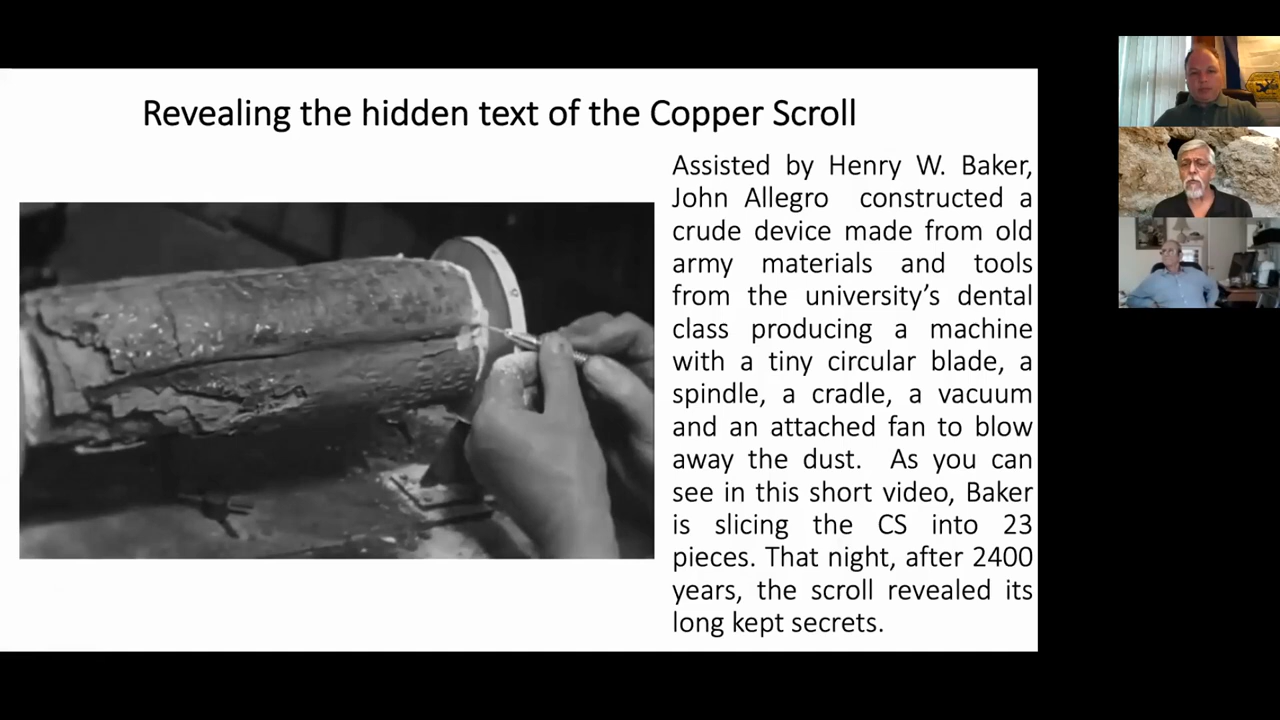 Revealing the hidden text of the Copper Scroll
Assisted by Henry W. Baker,
John Allegro constructed a
crude device made from old
army materials and tools
from the university’s dental
class producing a machine
with a tiny circular blade, a
spindle, a cradle, a vacuum
and an attached fan to blow
away the dust. As you can
see in this short video, Baker
is slicing the CS into 23
pieces. That night, after 2400
years, the scroll revealed its
long kept secrets.